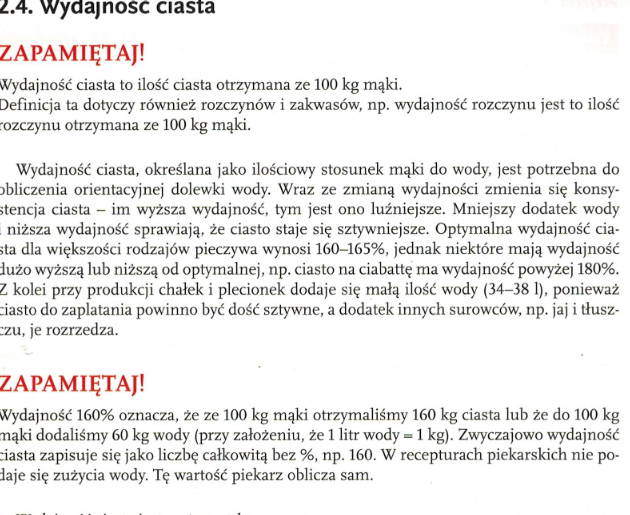 2.4. Wydajność ciasta
ZAPAMIĘTAJ!
Wydajność ciasta to ilość ciasta otrzymana ze 100 kg mąki.
Definicja ta dotyczy również rozczynów i zakwasów, np. wydajność rozczynu jest to ilość
rozczynu otrzymana ze 100 kg mąki.
Wydajność ciasta, określana jako ilościowy stosunek mąki do wody, jest potrzebna do
obliczenia orientacyjnej dolewki wody. Wraz ze zmianą wydajności zmienia się konsy-
stencja ciasta – im wyższa wydajność, tym jest ono luźniejsze. Mniejszy dodatek wody
i niższa wydajność sprawiają, że ciasto staje się sztywniejsze. Optymalna wydajność cia-
sta dla większości rodzajów pieczywa wynosi 160–165%, jednak niektóre mają wydajność
dużo wyższą lub niższą od optymalnej, np. ciasto na ciabattę ma wydajność powyżej 180%.
Z kolei przy produkcji chałek i plecionek dodaje się małą ilość wody (34–38 l), ponieważ
ciasto do zaplatania powinno być dość sztywne, a dodatek innych surowców, np. jaj i tłusz-
czu, je rozrzedza.
ZAPAMIĘTAJ!
Wydajność 160% oznacza, że ze 100 kg mąki otrzymaliśmy 160 kg ciasta lub że do 100 kg
mąki dodaliśmy 60 kg wody (przy założeniu, że 1 litr wody = 1 kg). Zwyczajowo wydajność
ciasta zapisuje się jako liczbę całkowitą bez %, np. 160. W recepturach piekarskich nie po-
daje się zużycia wody. Tę wartość piekarz oblicza sam.